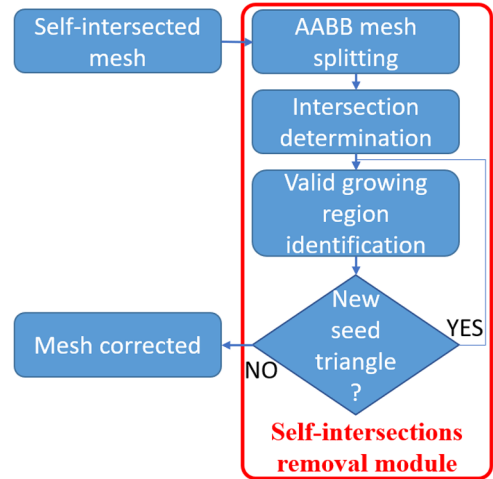 Self-intersected
mesh
AABB mesh
splitting
Intersection
determination
Valid growing
region
identification
New
seed
triangle
?
YES
NO
Mesh corrected
Self-intersections
removal module